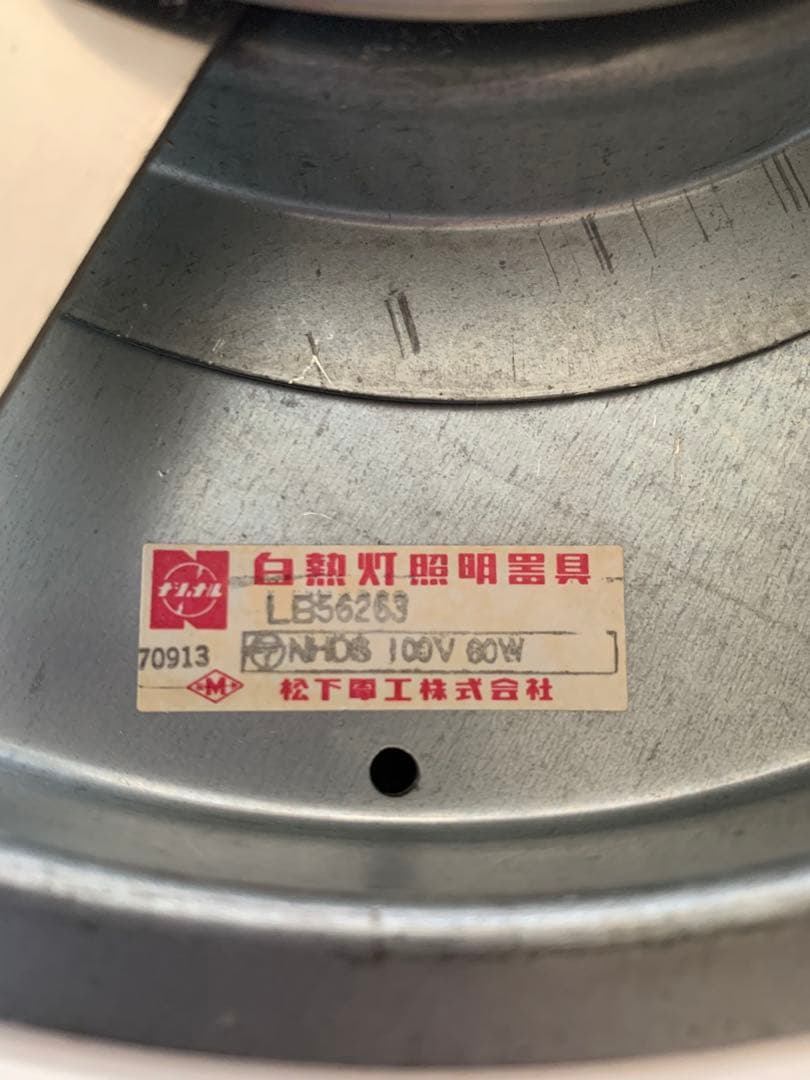 白熱灯照明器具
ナショナル
LB56263
70913
NHDS 100V 60W
M 松下電工株式会社